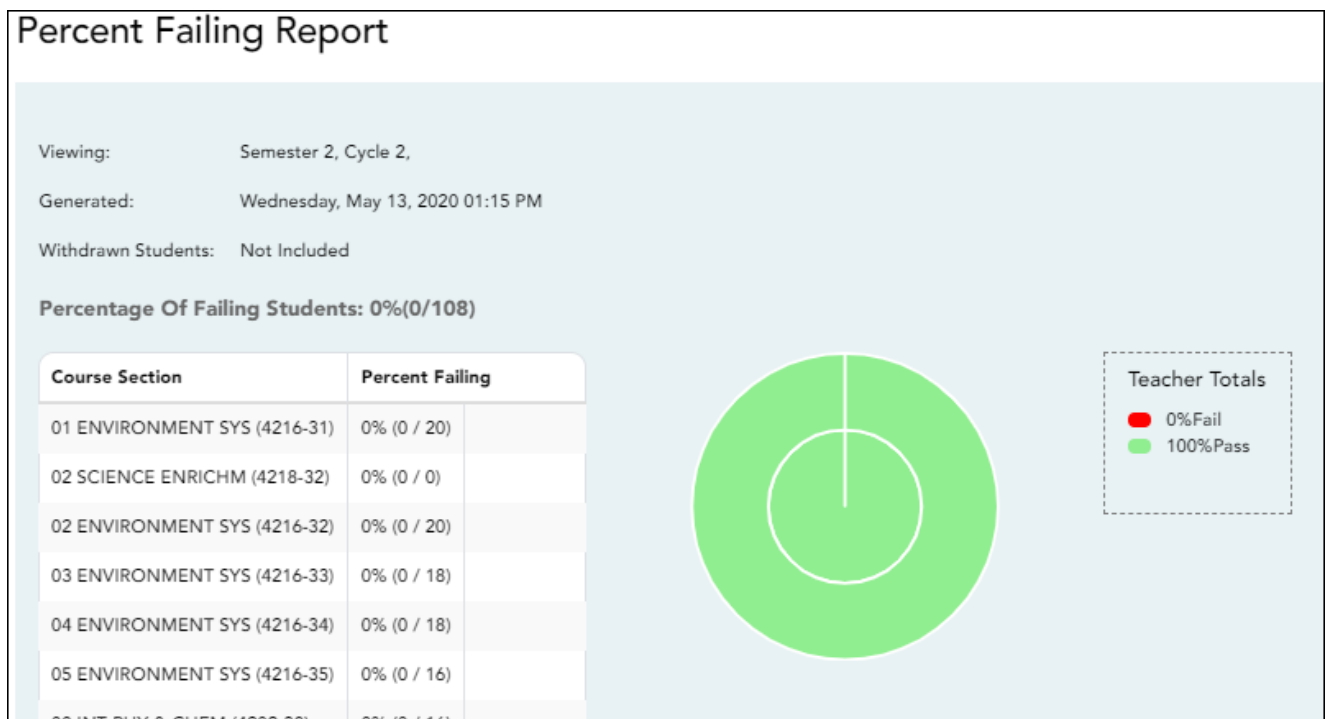 Percent Failing Report
Viewing: Semester 2, Cycle 2,
Generated: Wednesday, May 13, 2020 01:15 PM
Withdrawn Students: Not Included
Percentage Of Failing Students: 0%(0/108)
Course Section Percent Failing
01 ENVIRONMENT SYS (4216-31) 0% (0 / 20)
02 SCIENCE ENRICHM (4218-32) 0% (0 / 0)
02 ENVIRONMENT SYS (4216-32) 0% (0 / 20)
03 ENVIRONMENT SYS (4216-33) 0% (0 / 18)
04 ENVIRONMENT SYS (4216-34) 0% (0 / 18)
05 ENVIRONMENT SYS (4216-35) 0% (0 / 16)
Teacher Totals
0%Fail
100%Pass